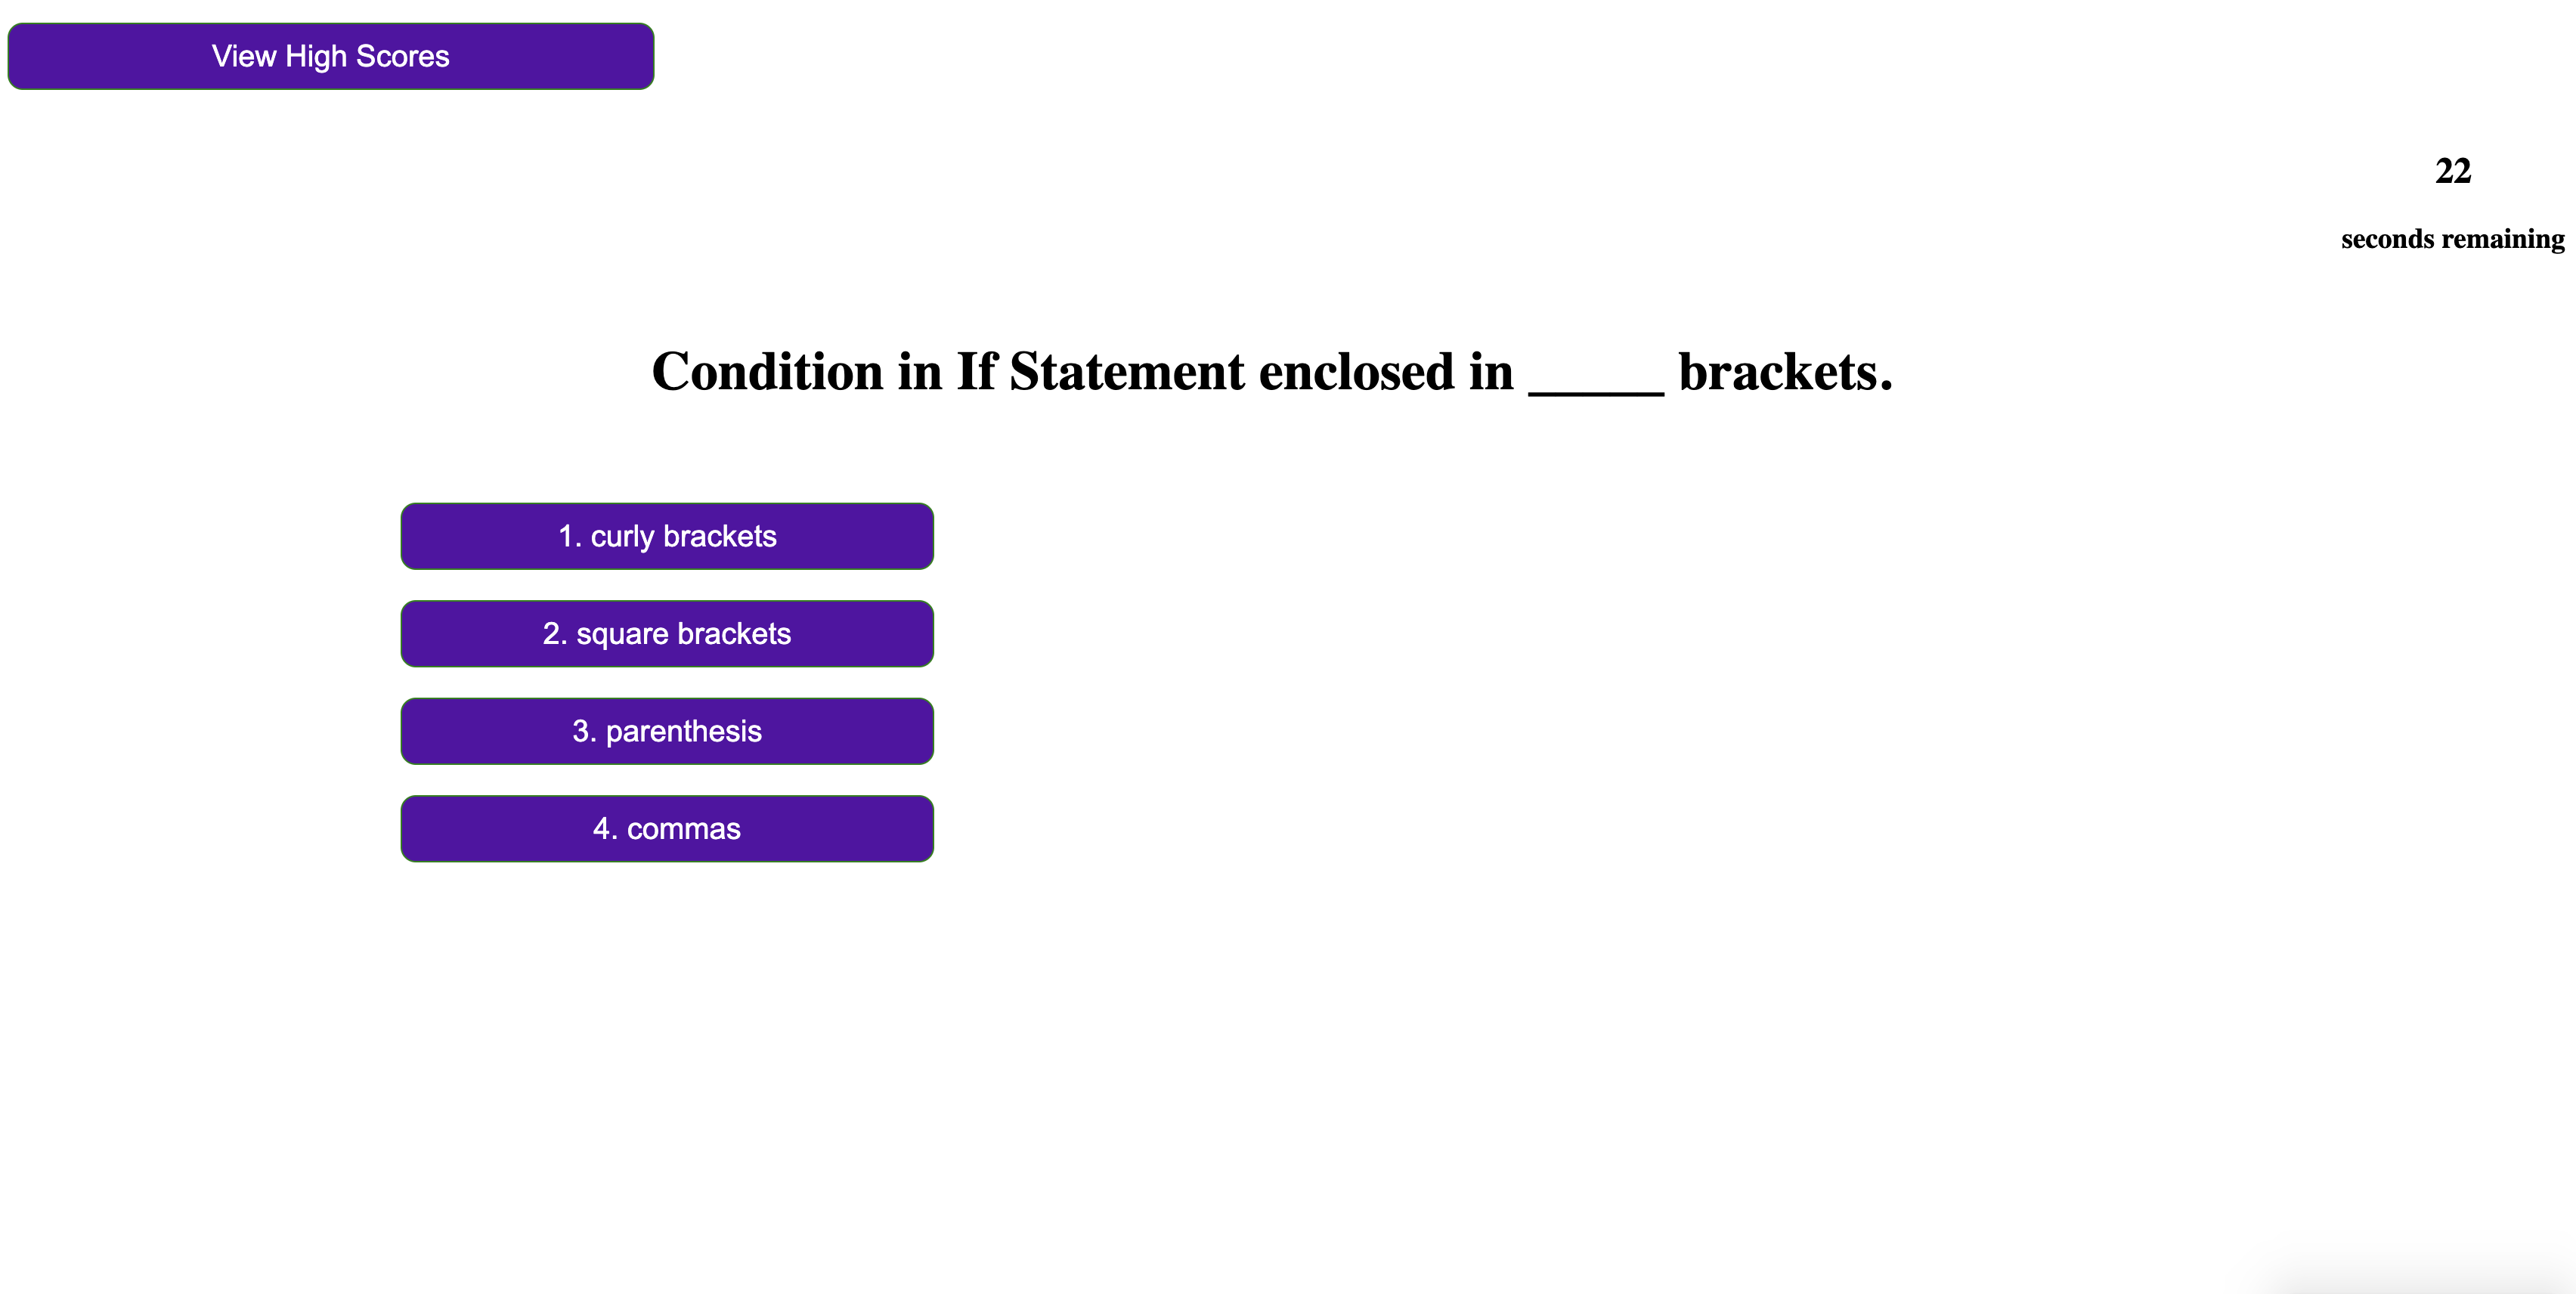 View High Scores
22
seconds remaining
Condition in If Statement enclosed in _____ brackets.
1. curly brackets
2. square brackets
3. parenthesis
4. commas